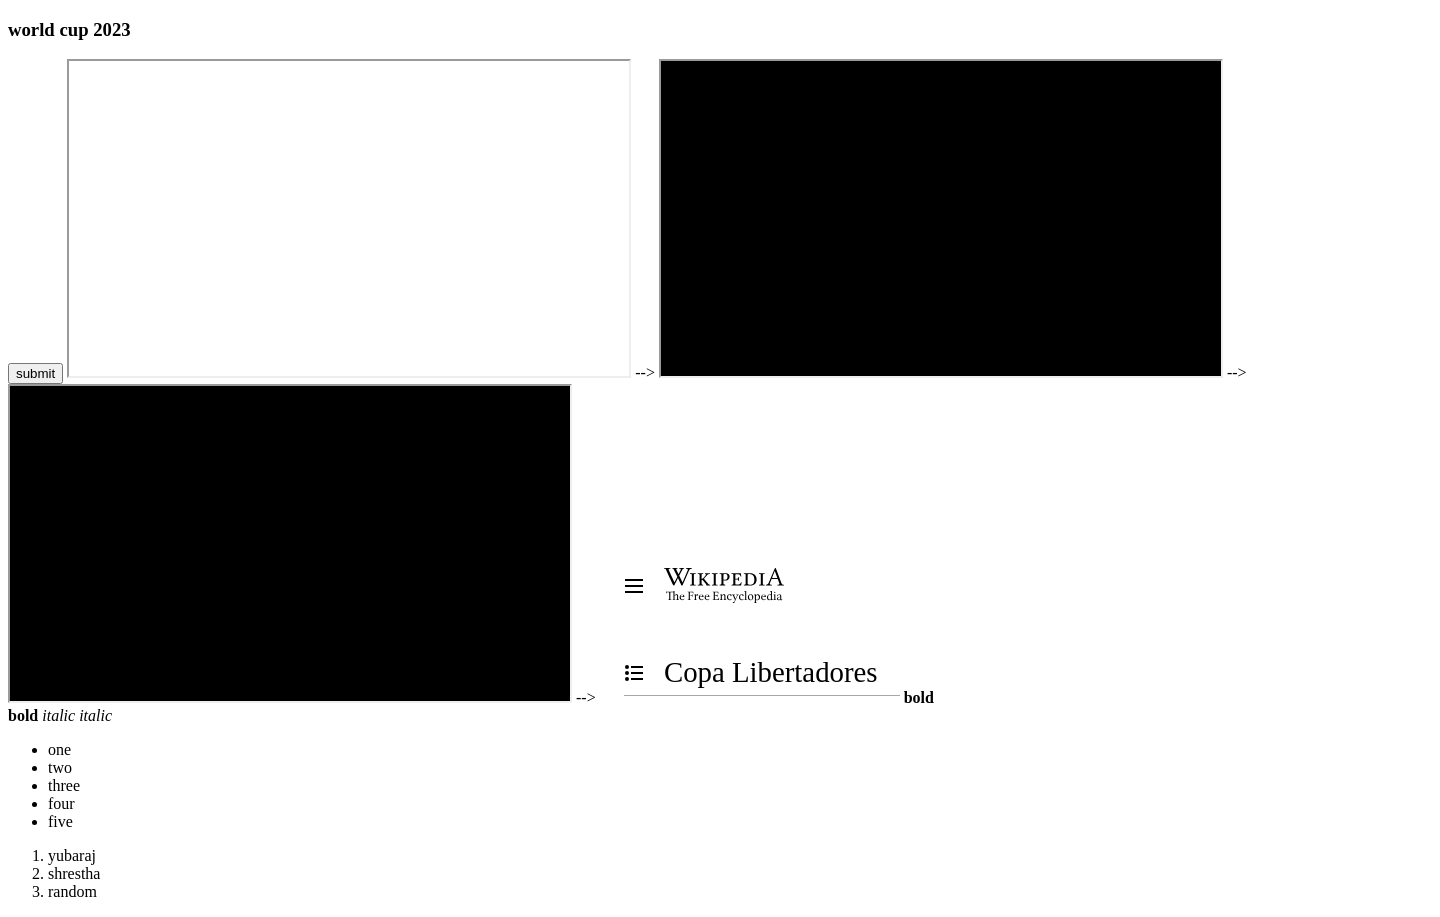 world cup 2023
submit --> -->
WIKIPEDIA
The Free Encyclopedia
Copa Libertadores
--> bold
bold italic italic
one
two
three
four
five
1. yubaraj
2. shrestha
3. random